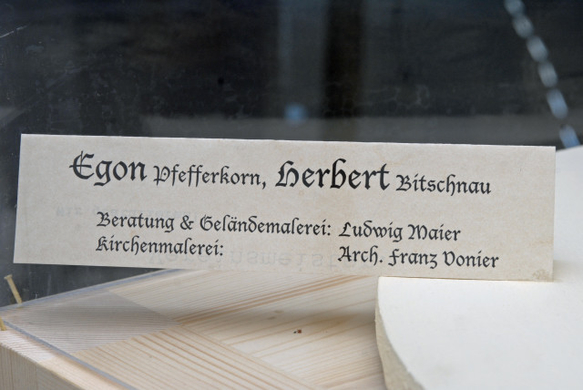 Egon Pfefferkorn, Herbert Bitschnau
Beratung & Geländemalerei: Ludwig Maier
Kirchenmalerei: Arch. Franz Vonier